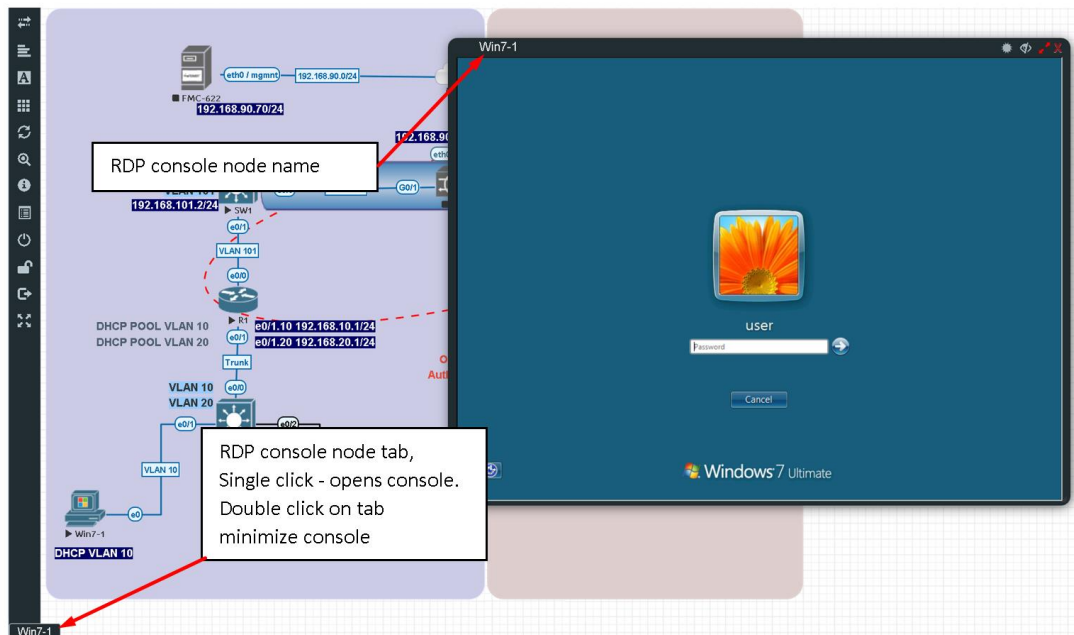 Win7-1
eth0 / mgmnt
192.168.90.0/24
FMC-622
192.168.90.70/24
RDP console node name
G0/1
192.168.101.2/24
SW1
e0/1
VLAN 101
e0/0
R1
DHCP POOL VLAN 10
e0/1.10 192.168.10.1/24
DHCP POOL VLAN 20
e0/1
e0/1.20 192.168.20.1/24
Trunk
VLAN 10
e0/0
VLAN 20
e0/1
e0/2
VLAN 10
e0
Win7-1
DHCP VLAN 10
RDP console node tab,
Single click - opens console.
Double click on tab
minimize console
user
Password
Cancel
Windows 7 Ultimate
Win7-1